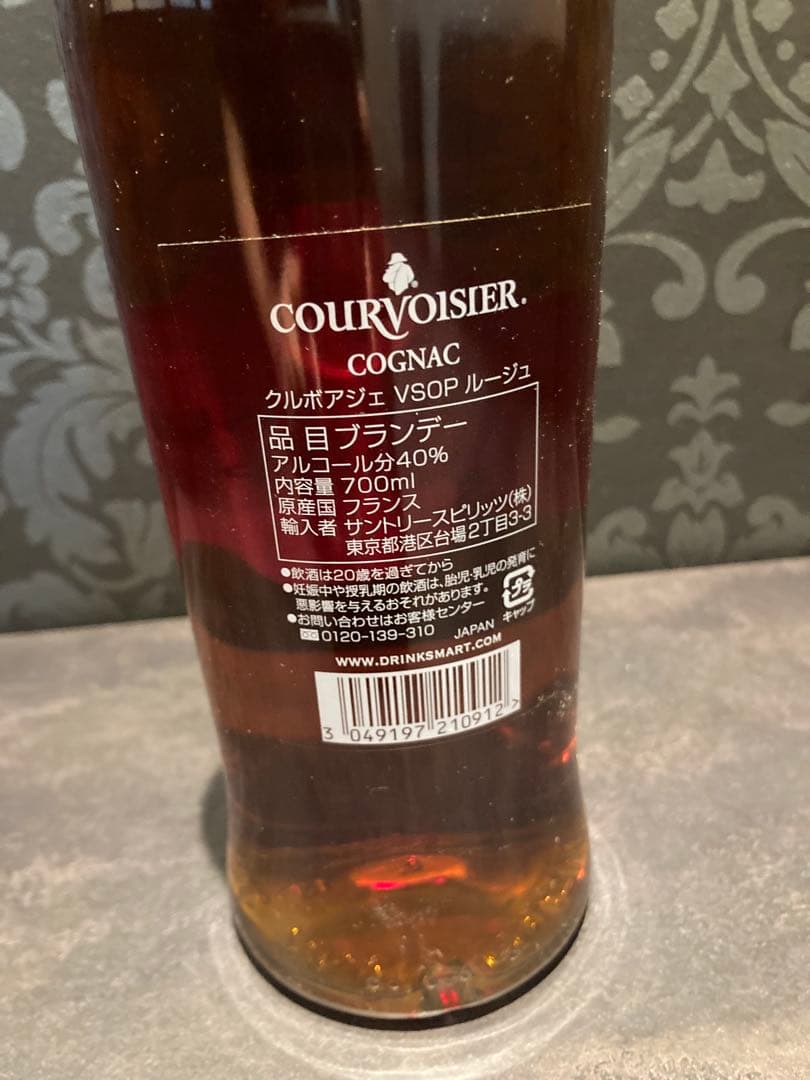 COURVOISIER®
COGNAC
クルボアジェ VSOP ルージュ
品 目 ブランデー
アルコール分40%
内容量 700ml
原産国 フランス
輸入者 サントリースピリッツ(株)
東京都港区台場2丁目3-3
●飲酒は20歳を過ぎてから
●妊娠中や授乳期の飲酒は、胎児・乳児の発育に
悪影響を与えるおそれがあります。
●お問い合わせはお客様センター
0120-139-310
プラ
キャップ
JAPAN
WWW.DRINKSMART.COM
3 049197 210912 >